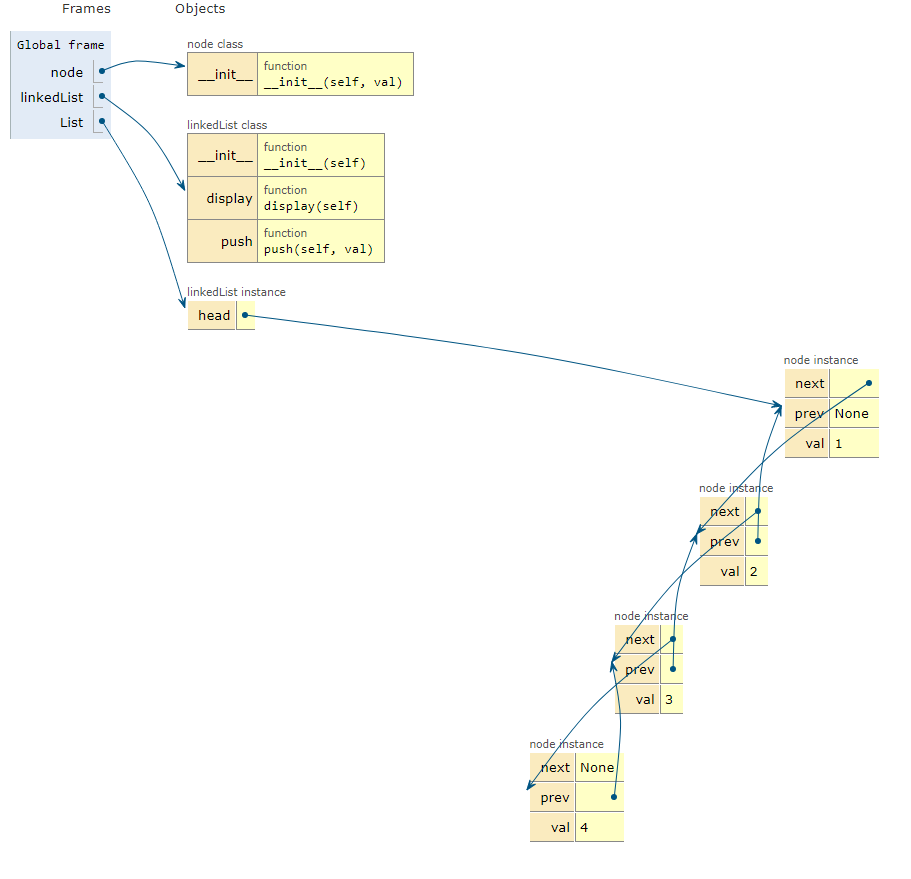 Frames Objects
Global frame
node
linkedList
List
node class
__init__ function
__init__(self, val)
linkedList class
__init__ function
__init__(self)
display function
display(self)
push function
push(self, val)
linkedList instance
head
node instance
next
prev None
val 1
node instance
next
prev
val 2
node instance
next
prev
val 3
node instance
next None
prev
val 4